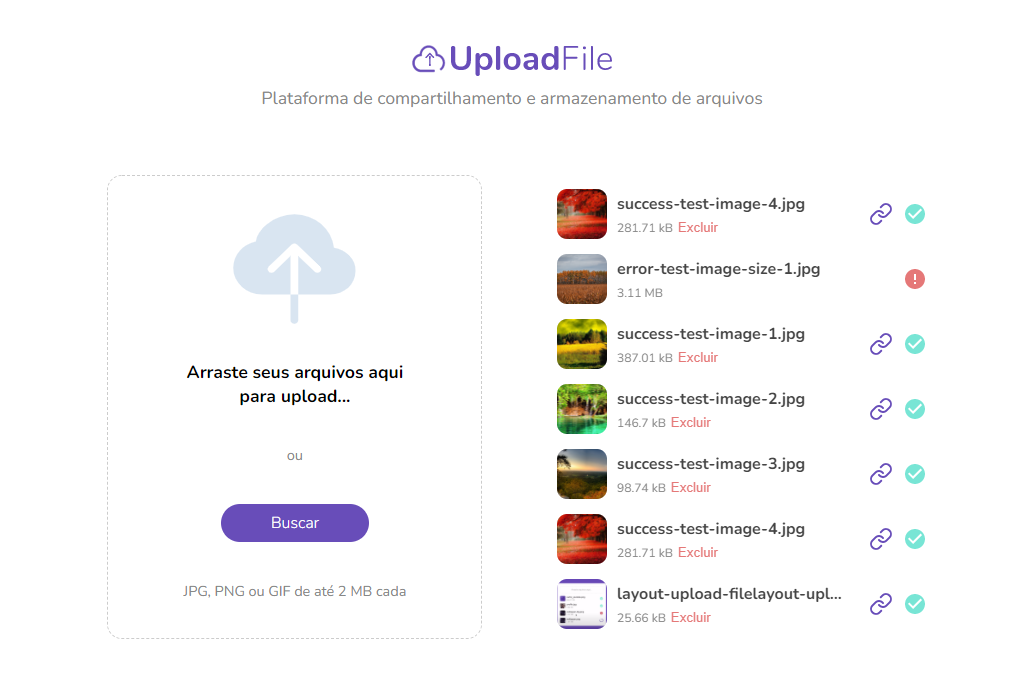 UploadFile
Plataforma de compartilhamento e armazenamento de arquivos
Arraste seus arquivos aqui
para upload...
ou
Buscar
JPG, PNG ou GIF de até 2 MB cada
success-test-image-4.jpg
281.71 kB Excluir
error-test-image-size-1.jpg
3.11 MB
success-test-image-1.jpg
387.01 kB Excluir
success-test-image-2.jpg
146.7 kB Excluir
success-test-image-3.jpg
98.74 kB Excluir
success-test-image-4.jpg
281.71 kB Excluir
layout-upload-filelayout-upl...
25.66 kB Excluir